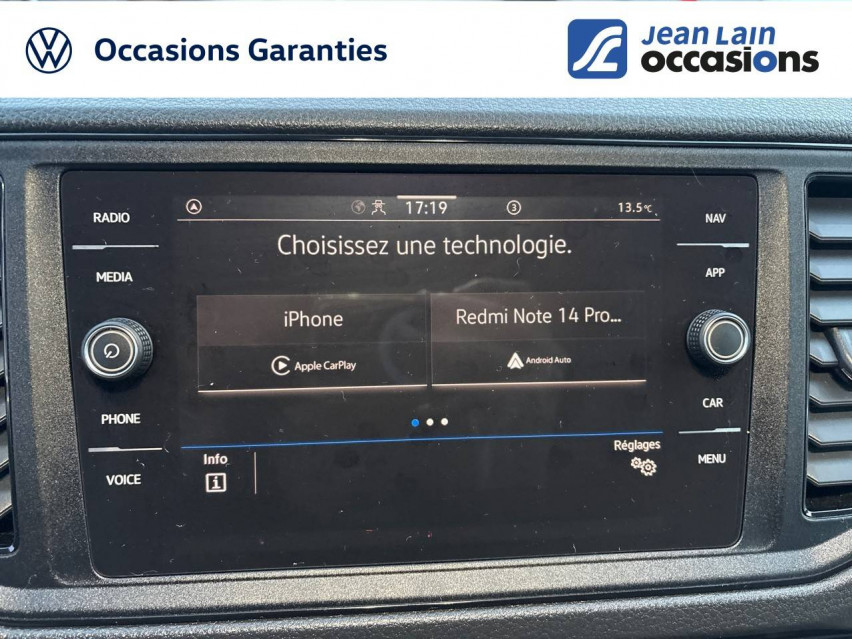 Occasions Garanties
Jean Lain
occasions
RADIO
MEDIA
PHONE
VOICE
17:19
3
13.5°C
Choisissez une technologie.
iPhone
Apple CarPlay
Redmi Note 14 Pro...
Android Auto
Info
Réglages
NAV
APP
CAR
MENU